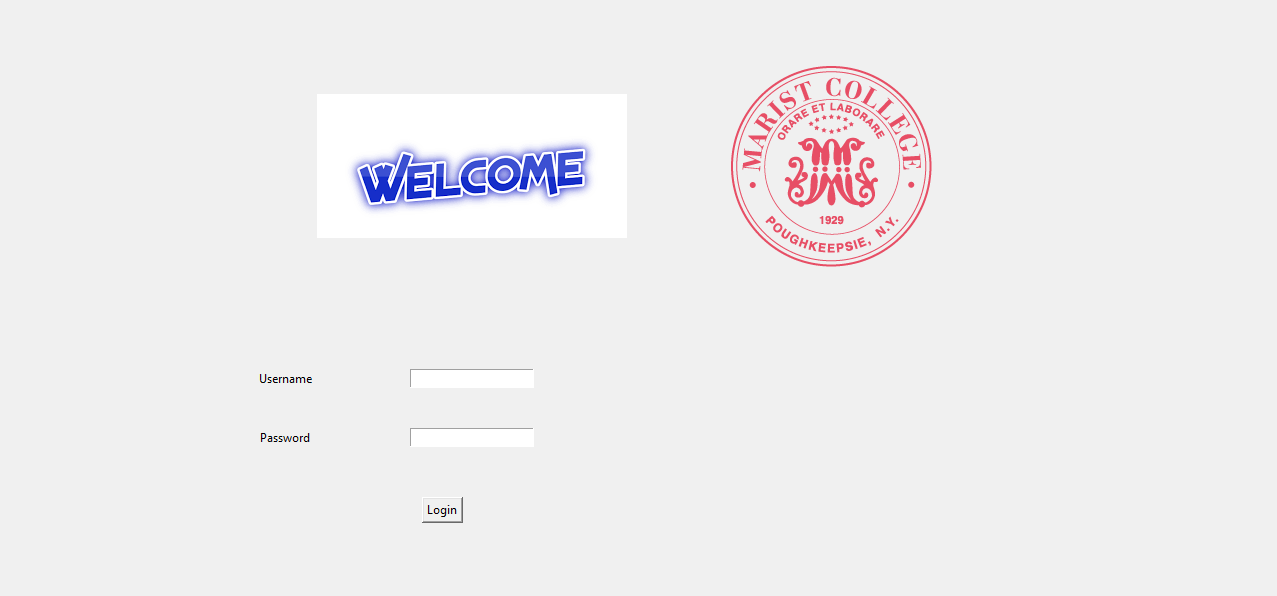 WELCOME
MARIST COLLEGE
ORARE ET LABORARE
1929
POUGHKEEPSIE, N.Y.
Username
Password
Login